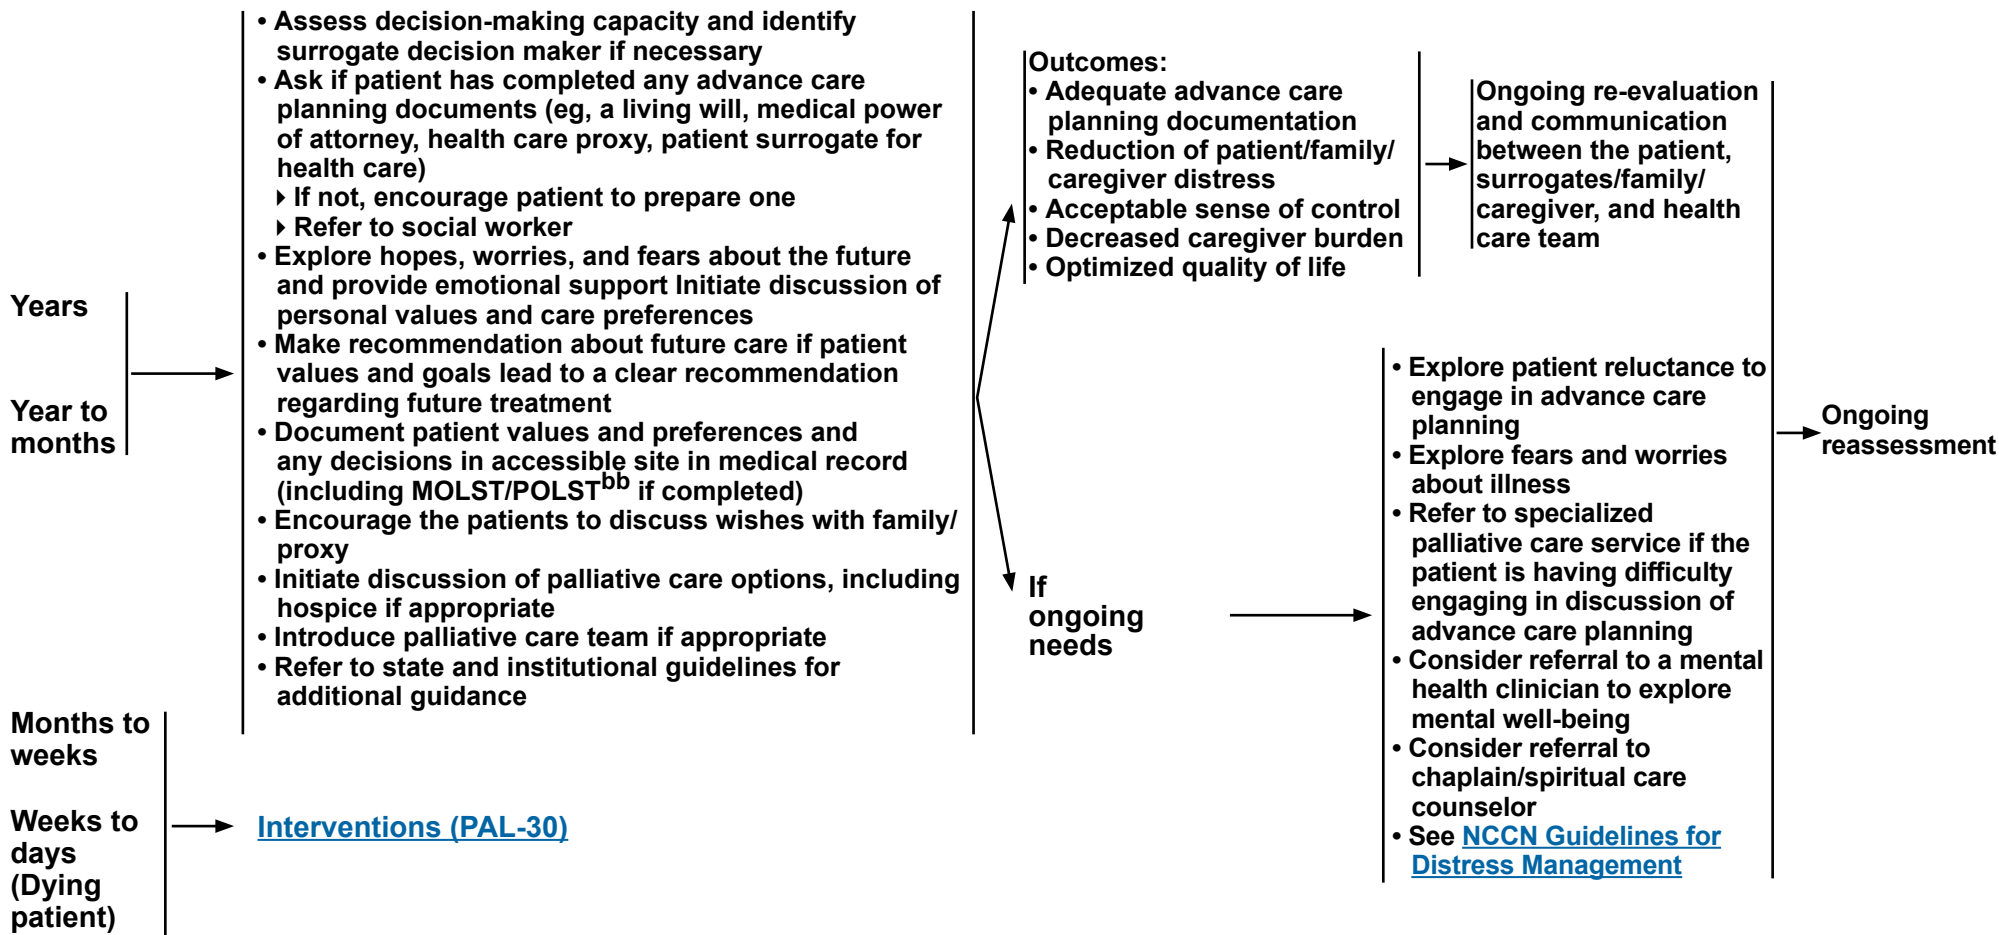 Years
Year to
months
• Assess decision-making capacity and identify
surrogate decision maker if necessary
• Ask if patient has completed any advance care
planning documents (eg, a living will, medical power
of attorney, health care proxy, patient surrogate for
health care)
‣ If not, encourage patient to prepare one
‣ Refer to social worker
• Explore hopes, worries, and fears about the future
and provide emotional support Initiate discussion of
personal values and care preferences
• Make recommendation about future care if patient
values and goals lead to a clear recommendation
regarding future treatment
• Document patient values and preferences and
any decisions in accessible site in medical record
(including MOLST/POLSTbb if completed)
• Encourage the patients to discuss wishes with family/
proxy
• Initiate discussion of palliative care options, including
hospice if appropriate
• Introduce palliative care team if appropriate
• Refer to state and institutional guidelines for
additional guidance
Outcomes:
• Adequate advance care
planning documentation
• Reduction of patient/family/
caregiver distress
• Acceptable sense of control
• Decreased caregiver burden
• Optimized quality of life
Ongoing re-evaluation
and communication
between the patient,
surrogates/family/
caregiver, and health
care team
If
ongoing
needs
• Explore patient reluctance to
engage in advance care
planning
• Explore fears and worries
about illness
• Refer to specialized
palliative care service if the
patient is having difficulty
engaging in discussion of
advance care planning
• Consider referral to a mental
health clinician to explore
mental well-being
• Consider referral to
chaplain/spiritual care
counselor
• See NCCN Guidelines for
Distress Management
Ongoing
reassessment
Months to
weeks
Weeks to
days
(Dying
patient)
Interventions (PAL-30)